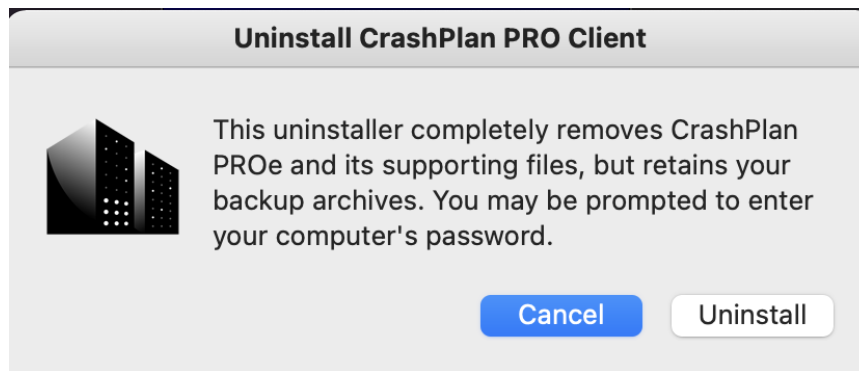 Uninstall CrashPlan PRO Client
This uninstaller completely removes CrashPlan
PROe and its supporting files, but retains your
backup archives. You may be prompted to enter
your computer's password.
Cancel
Uninstall